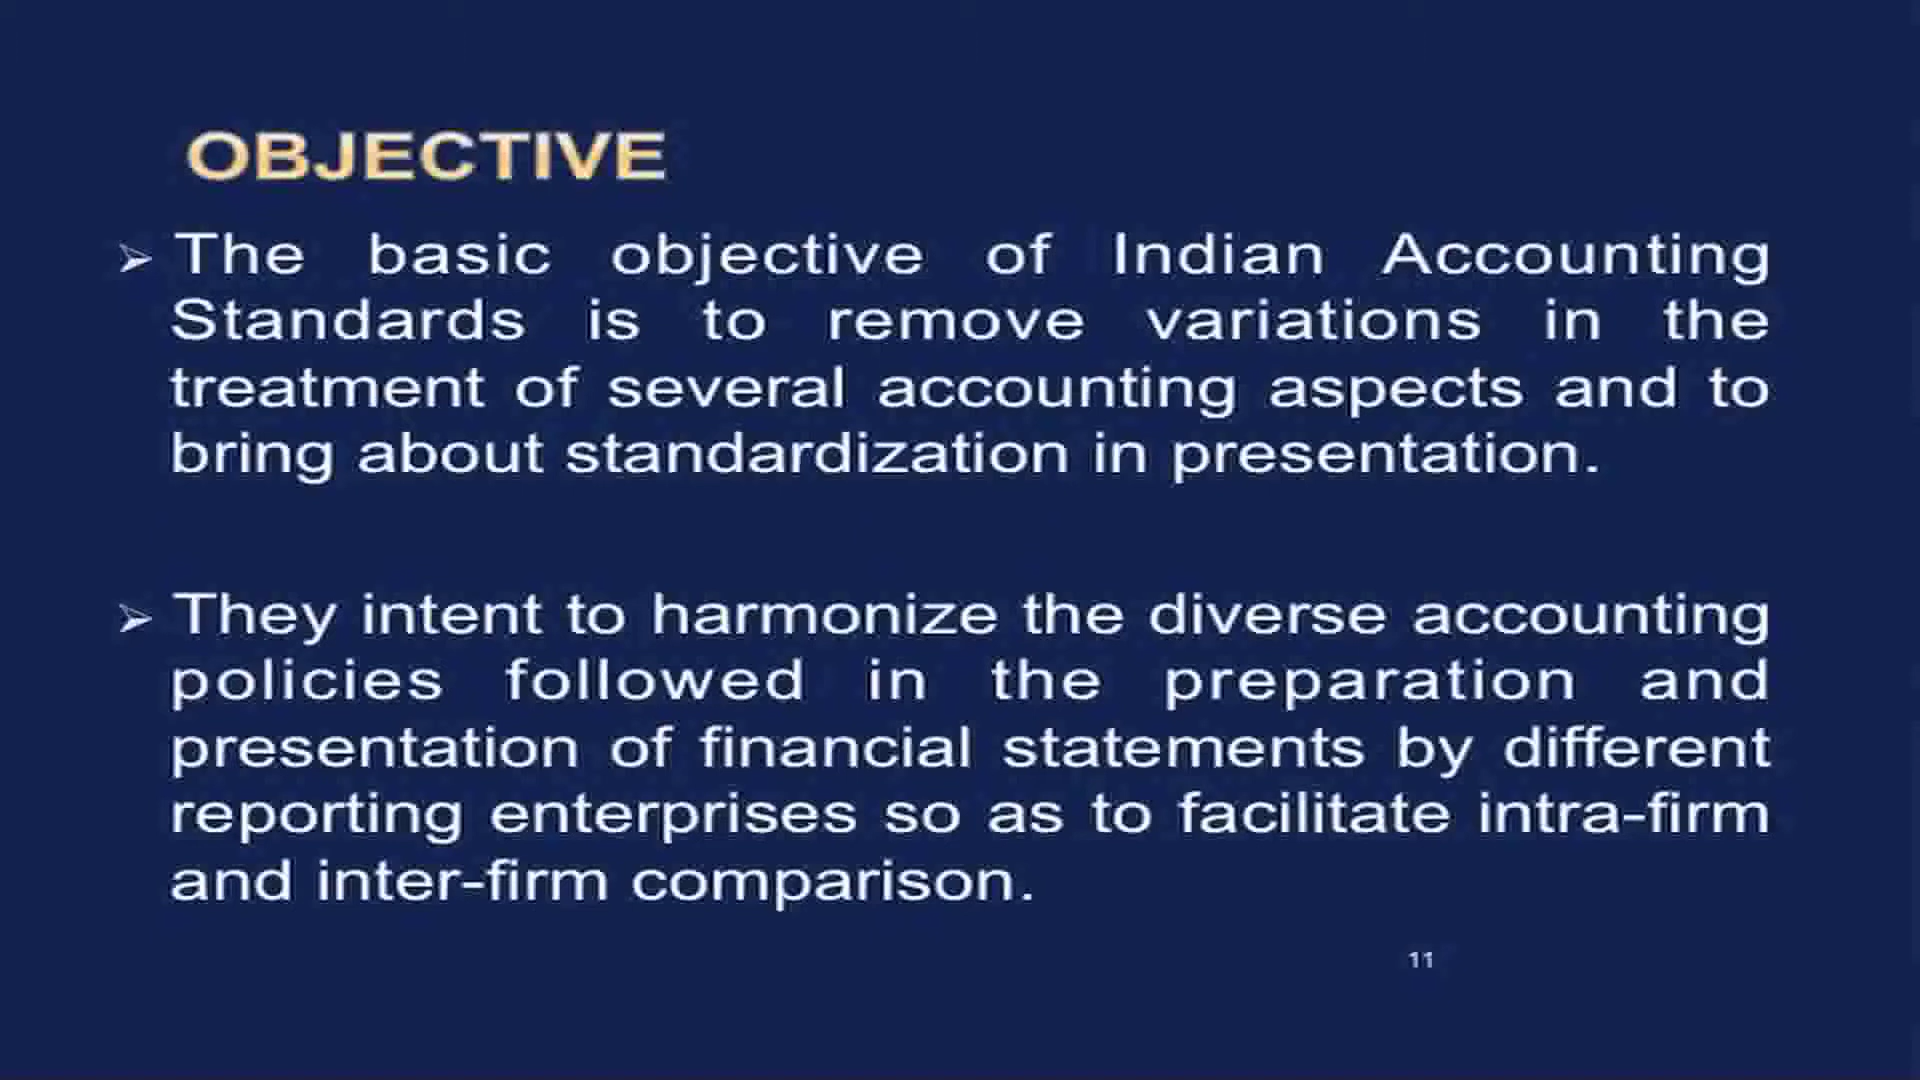 OBJECTIVE
➢ The basic objective of Indian Accounting
Standards is to remove variations in the
treatment of several accounting aspects and to
bring about standardization in presentation.
➢ They intent to harmonize the diverse accounting
policies followed in the preparation and
presentation of financial statements by different
reporting enterprises so as to facilitate intra-firm
and inter-firm comparison.
11